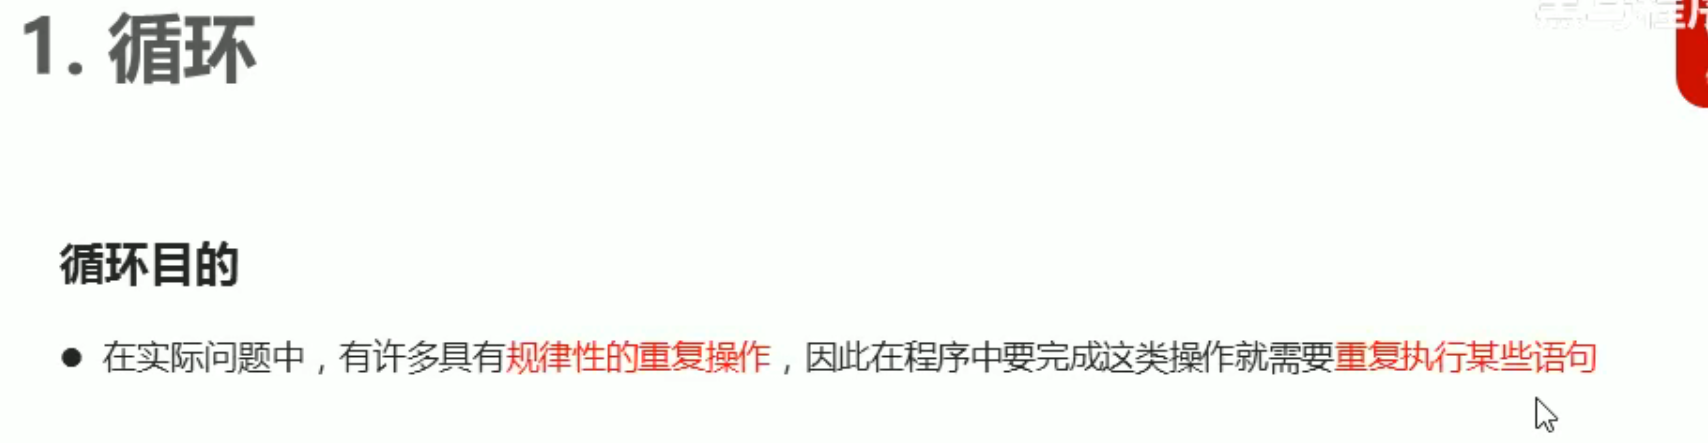 1. 循环
循环目的
● 在实际问题中，有许多具有规律性的重复操作，因此在程序中要完成这类操作就需要重复执行某些语句